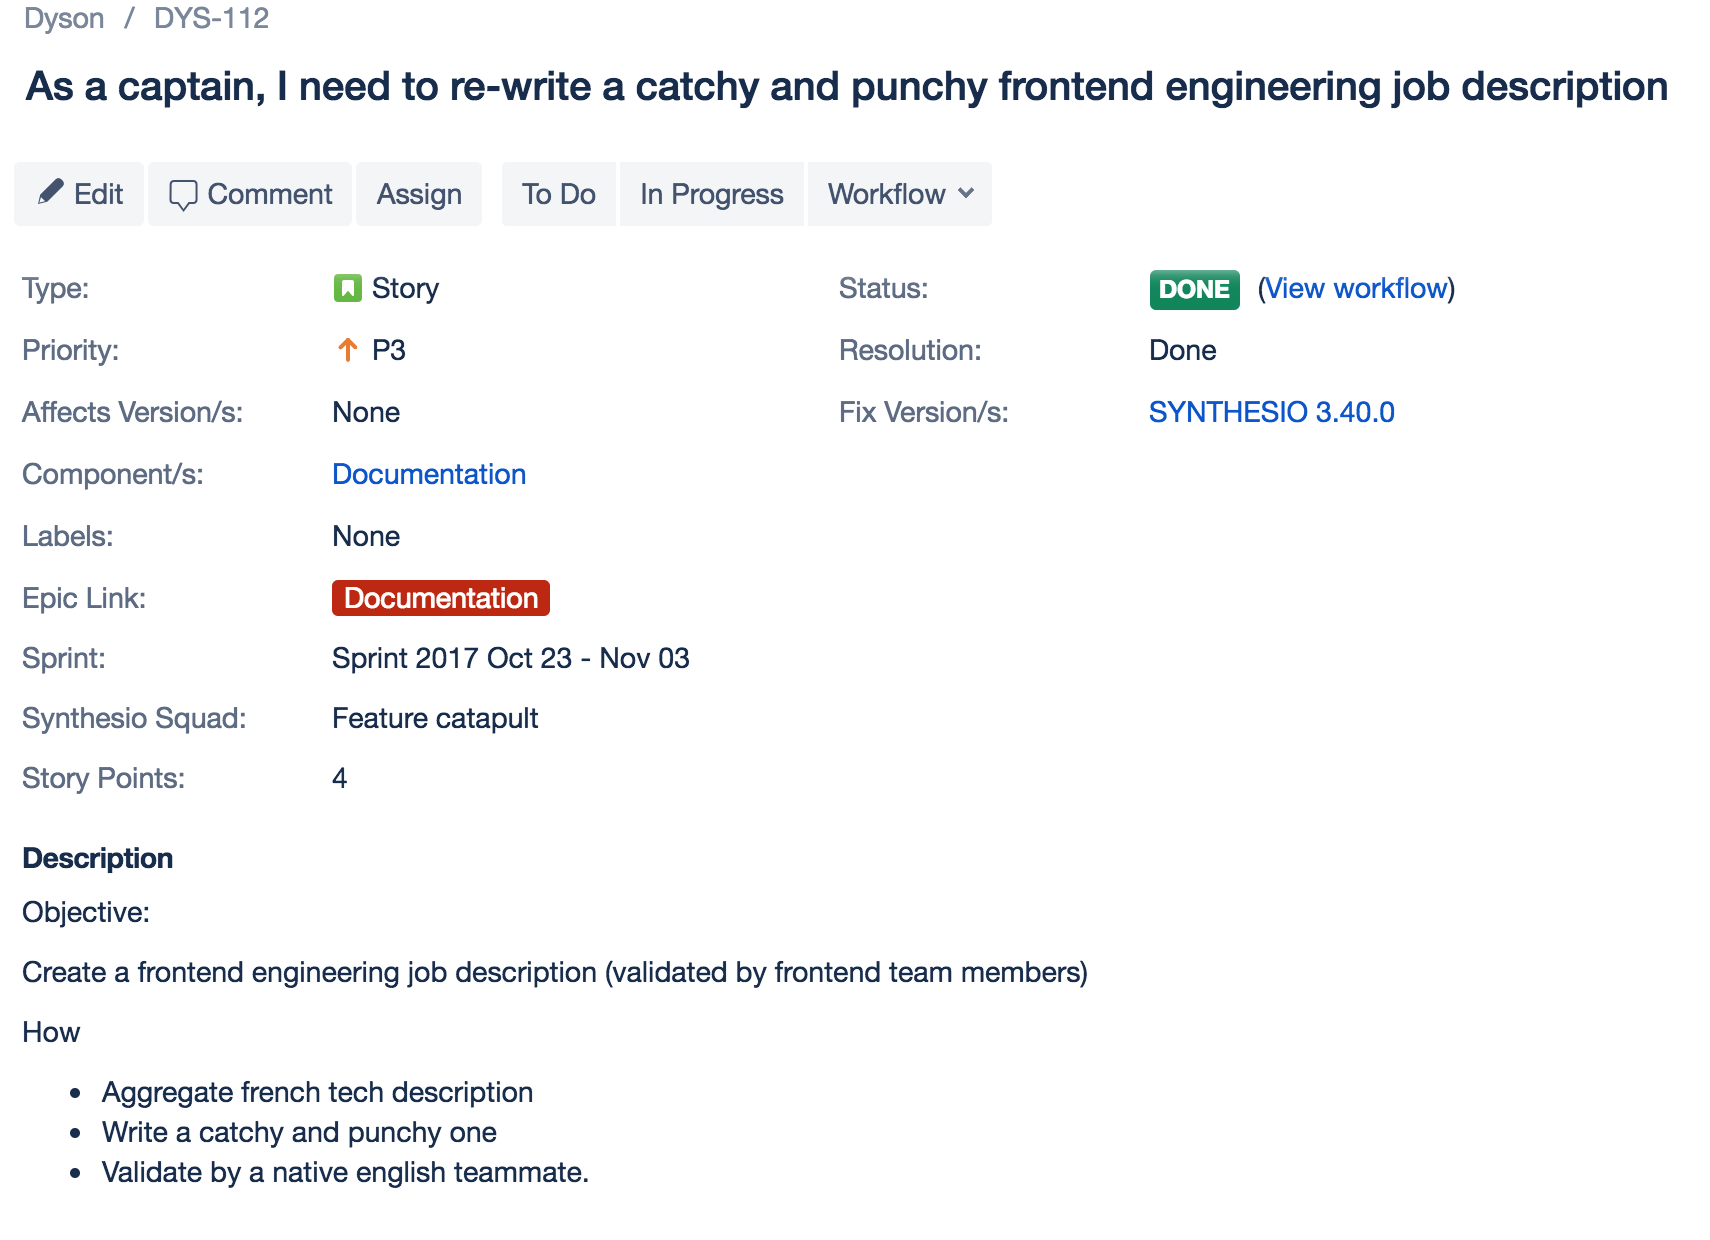 Dyson / DYS-112
As a captain, I need to re-write a catchy and punchy frontend engineering job description
Edit Comment Assign To Do In Progress Workflow
Type: Story Status: DONE (View workflow)
Priority: P3 Resolution: Done
Affects Version/s: None Fix Version/s: SYNTHESIO 3.40.0
Component/s: Documentation
Labels: None
Epic Link: Documentation
Sprint: Sprint 2017 Oct 23 - Nov 03
Synthesio Squad: Feature catapult
Story Points: 4
Description
Objective:
Create a frontend engineering job description (validated by frontend team members)
How
• Aggregate french tech description
• Write a catchy and punchy one
• Validate by a native english teammate.